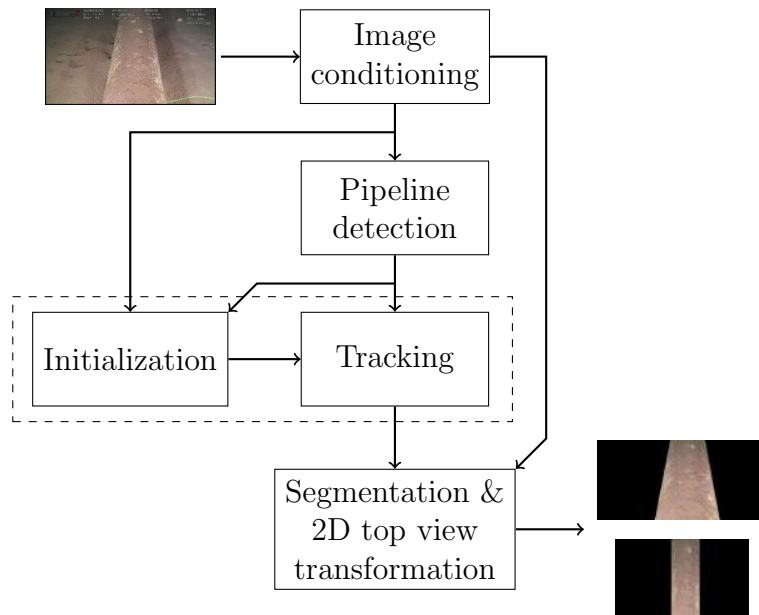 Image
conditioning
Pipeline
detection
Initialization
Tracking
Segmentation &
2D top view
transformation